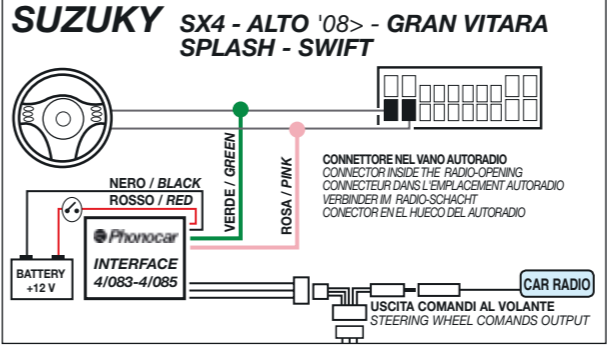 SUZUKY SX4 - ALTO '08> - GRAN VITARA
SPLASH - SWIFT
CONNETTORE NEL VANO AUTORADIO
CONNECTOR INSIDE THE RADIO-OPENING
CONNECTEUR DANS L'EMPLACEMENT AUTORADIO
VERBINDER IM RADIO-SCHACHT
CONECTOR EN EL HUECO DEL AUTORADIO
NERO / BLACK
ROSSO / RED
VERDE / GREEN
ROSA / PINK
Phonocar
INTERFACE
4/083-4/085
BATTERY
+12 V
CAR RADIO
USCITA COMANDI AL VOLANTE
STEERING WHEEL COMANDS OUTPUT